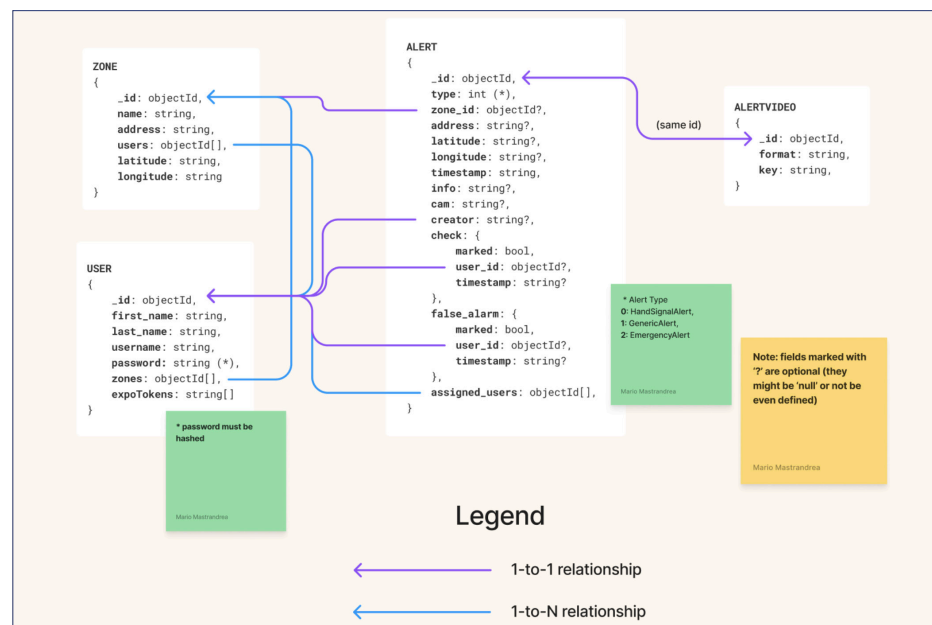 ZONE
{
_id: objectId,
name: string,
address: string,
users: objectId[],
latitude: string,
longitude: string
}
USER
{
_id: objectId,
first_name: string,
last_name: string,
username: string,
password: string (*),
zones: objectId[],
expoTokens: string[]
}
* password must be
hashed
Mario Mastrandrea
ALERT
{
_id: objectId,
type: int (*),
zone_id: objectId?,
address: string?,
latitude: string?,
longitude: string?,
timestamp: string,
info: string?,
cam: string?,
creator: string?,
check: {
marked: bool,
user_id: objectId?,
timestamp: string?
},
false_alarm: {
marked: bool,
user_id: objectId?,
timestamp: string?
},
assigned_users: objectId[],
}
(same id)
ALERTVIDEO
{
_id: objectId,
format: string,
key: string,
}
* Alert Type
0: HandSignalAlert,
1: GenericAlert,
2: EmergencyAlert
Mario Mastrandrea
Note: fields marked with
'?' are optional (they
might be 'null' or not be
even defined)
Mario Mastrandrea
Legend
1-to-1 relationship
1-to-N relationship